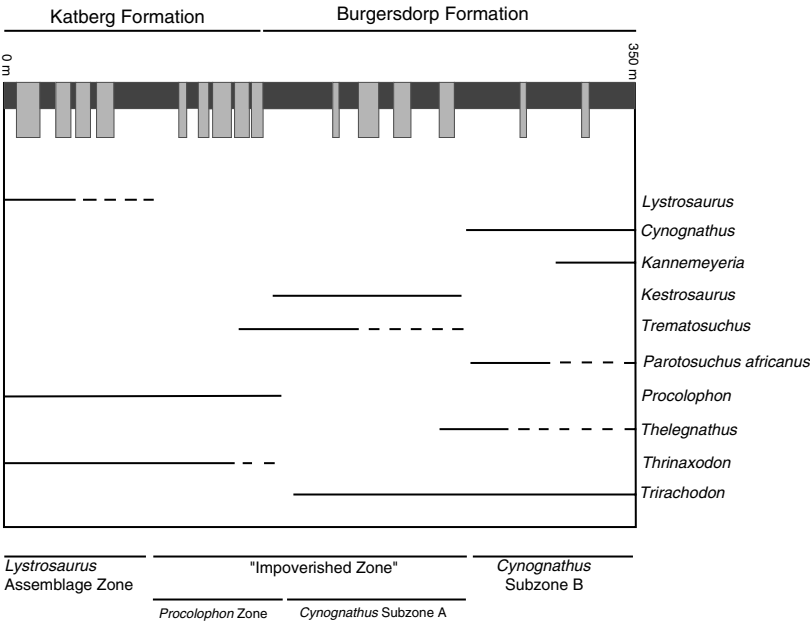 Katberg Formation
Burgersdorp Formation
0 m
350 m
Lystrosaurus
Cynognathus
Kannemeyeria
Kestrosaurus
Trematosuchus
Parotosuchus africanus
Procolophon
Thelegnathus
Thrinaxodon
Trirachodon
Lystrosaurus
Assemblage Zone
"Impoverished Zone"
Cynognathus
Subzone B
Procolophon Zone
Cynognathus Subzone A